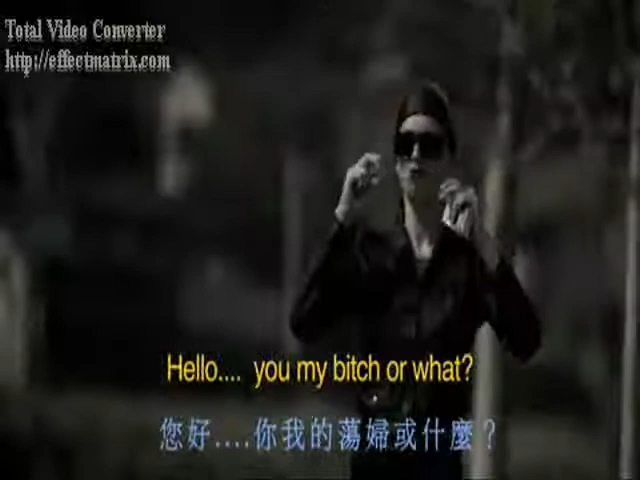 Total Video Converter
http://effectmatrix.com
Hello.... you my bitch or what?
您好....你我的蕩婦或什麼？